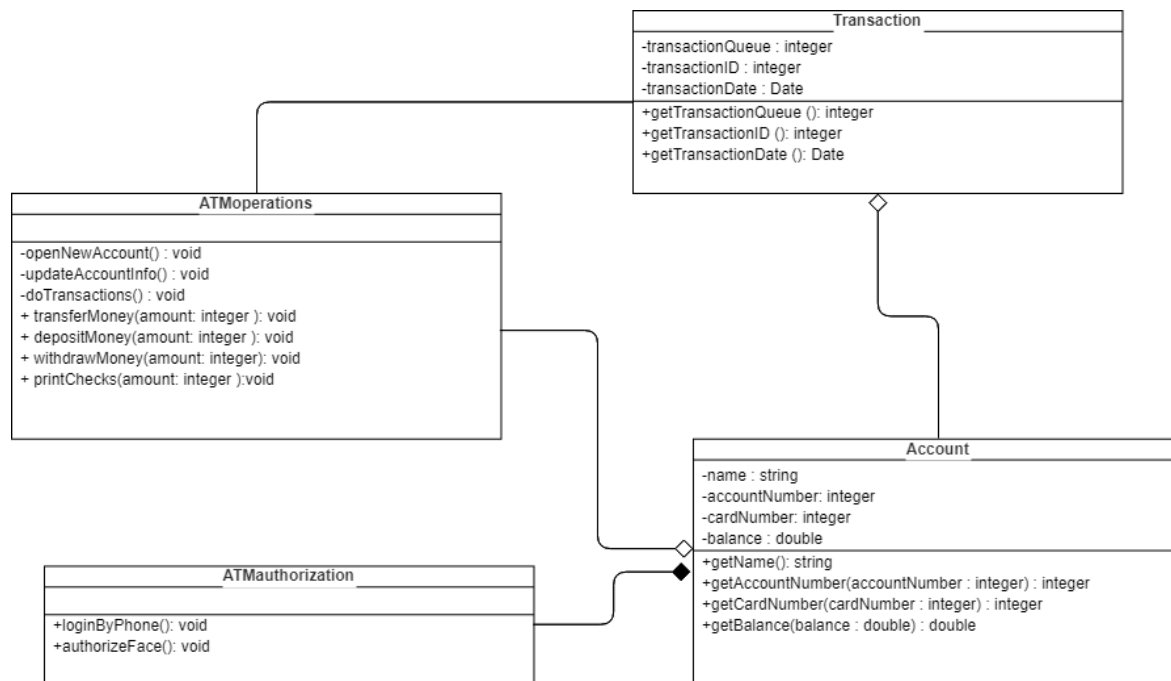 Transaction
-transactionQueue : integer
-transactionID : integer
-transactionDate : Date
+getTransactionQueue (): integer
+getTransactionID (): integer
+getTransactionDate (): Date
ATMoperations
-openNewAccount() : void
-updateAccountInfo() : void
-doTransactions() : void
+ transferMoney(amount: integer ): void
+ depositMoney(amount: integer ): void
+ withdrawMoney(amount: integer): void
+ printChecks(amount: integer ):void
Account
-name : string
-accountNumber: integer
-cardNumber: integer
-balance : double
+getName(): string
+getAccountNumber(accountNumber : integer) : integer
+getCardNumber(cardNumber : integer) : integer
+getBalance(balance : double) : double
ATMauthorization
+loginByPhone(): void
+authorizeFace(): void